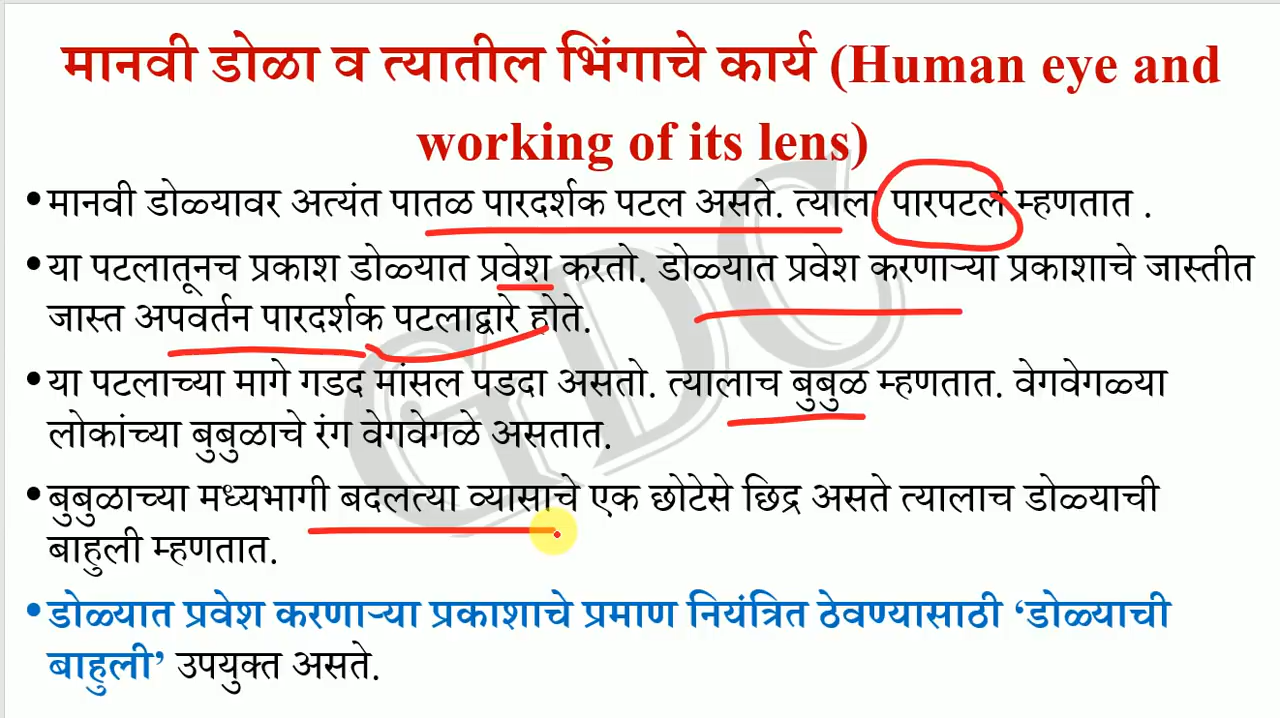 मानवी डोळा व त्यातील भिंगाचे कार्य (Human eye and
working of its lens)
•मानवी डोळ्यावर अत्यंत पातळ पारदर्शक पटल असते. त्याला पारपटल म्हणतात .
•या पटलातूनच प्रकाश डोळ्यात प्रवेश करतो. डोळ्यात प्रवेश करणाऱ्या प्रकाशाचे जास्तीत
जास्त अपवर्तन पारदर्शक पटलाद्वारे होते.
•या पटलाच्या मागे गडद मांसल पडदा असतो. त्यालाच बुबुळ म्हणतात. वेगवेगळ्या
लोकांच्या बुबुळाचे रंग वेगवेगळे असतात.
•बुबुळाच्या मध्यभागी बदलत्या व्यासाचे एक छोटेसे छिद्र असते त्यालाच डोळ्याची
बाहुली म्हणतात.
•डोळ्यात प्रवेश करणाऱ्या प्रकाशाचे प्रमाण नियंत्रित ठेवण्यासाठी ‘डोळ्याची
बाहुली’ उपयुक्त असते.
GDC